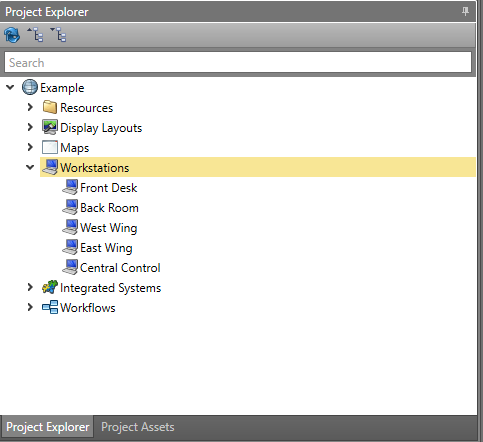 Project Explorer
Search
Example
Resources
Display Layouts
Maps
Workstations
Front Desk
Back Room
West Wing
East Wing
Central Control
Integrated Systems
Workflows
Project Explorer Project Assets